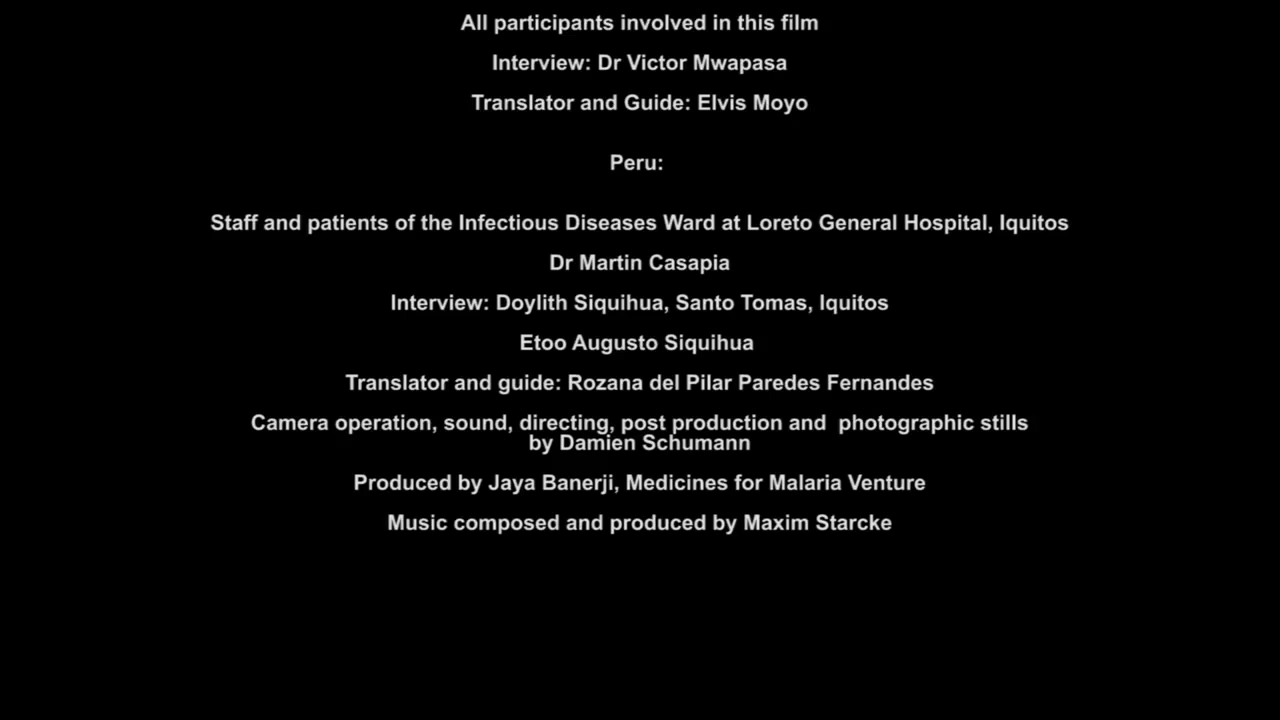 All participants involved in this film
Interview: Dr Victor Mwapasa
Translator and Guide: Elvis Moyo
Peru:
Staff and patients of the Infectious Diseases Ward at Loreto General Hospital, Iquitos
Dr Martin Casapia
Interview: Doylith Siquihua, Santo Tomas, Iquitos
Etoo Augusto Siquihua
Translator and guide: Rozana del Pilar Paredes Fernandes
Camera operation, sound, directing, post production and  photographic stills
by Damien Schumann
Produced by Jaya Banerji, Medicines for Malaria Venture
Music composed and produced by Maxim Starcke